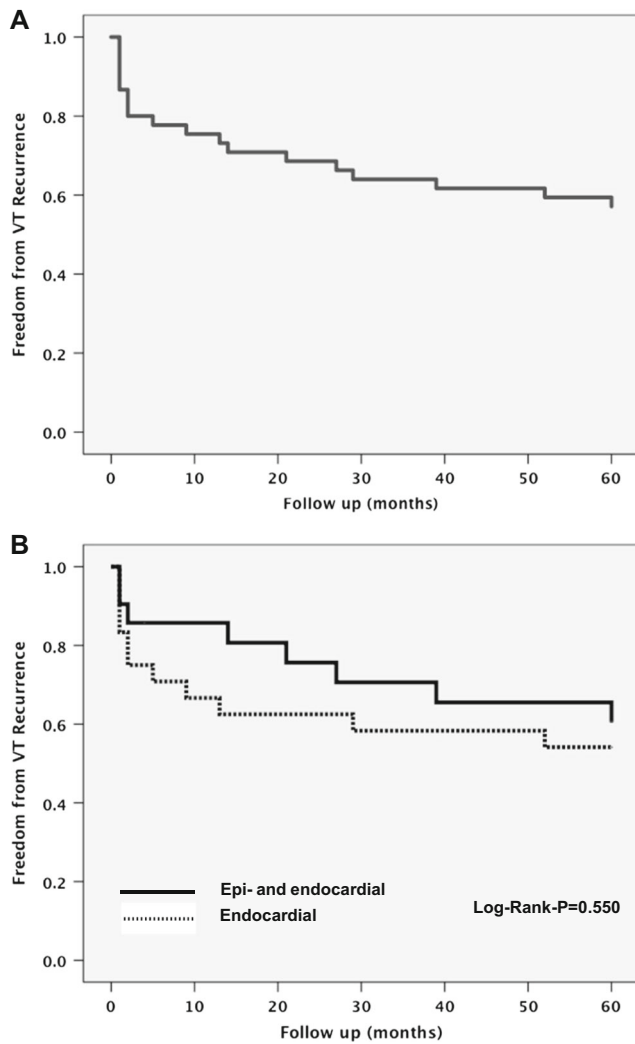 A
Freedom from VT Recurrence
1.0
0.8
0.6
0.4
0.2
0.0
0 10 20 30 40 50 60
Follow up (months)
B
Freedom from VT Recurrence
1.0
0.8
0.6
0.4
0.2
0.0
Epi- and endocardial
Endocardial
Log-Rank-P=0.550
0 10 20 30 40 50 60
Follow up (months)